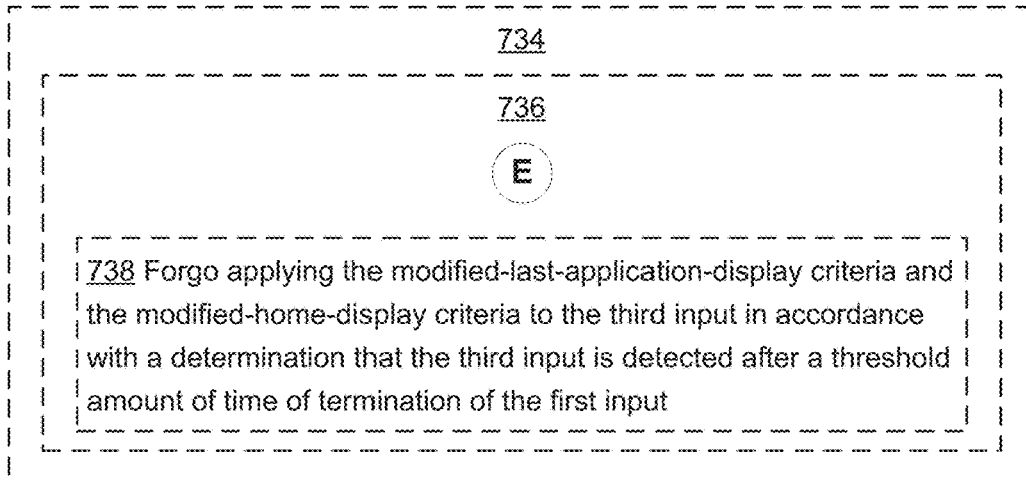 734
736
E
738 Forgo applying the modified-last-application-display criteria and
the modified-home-display criteria to the third input in accordance
with a determination that the third input is detected after a threshold
amount of time of termination of the first input